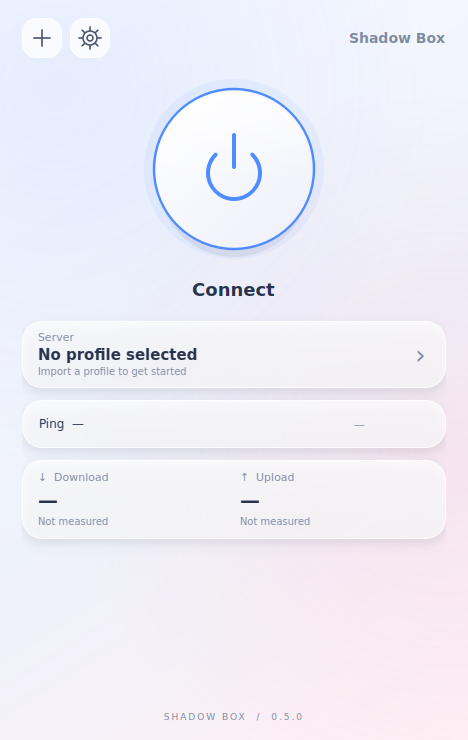 Shadow Box
Connect
Server
No profile selected
Import a profile to get started
Ping — —
↓ Download ↑ Upload
— —
Not measured Not measured
SHADOW BOX / 0.5.0